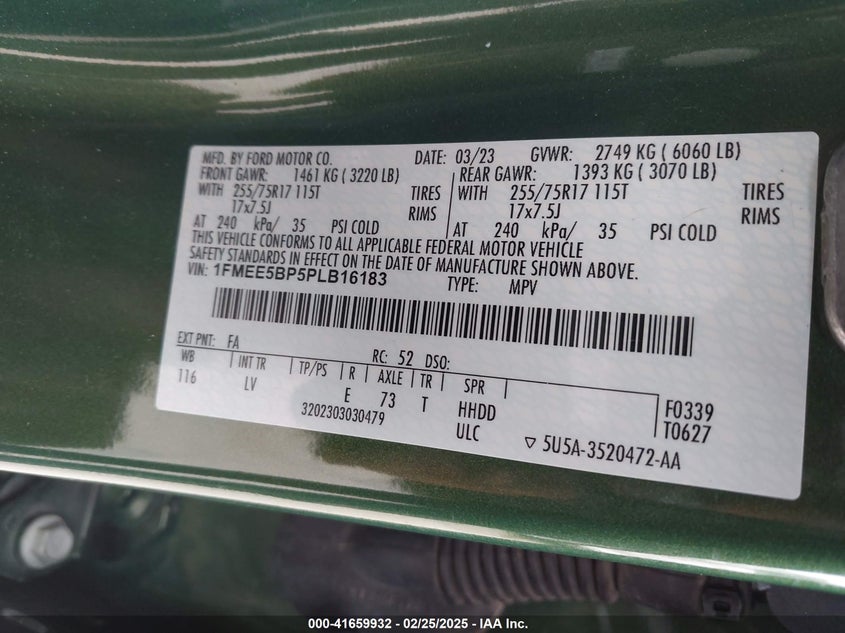 MFD. BY FORD MOTOR CO. DATE: 03/23 GVWR: 2749 KG ( 6060 LB)
FRONT GAWR: 1461 KG ( 3220 LB) REAR GAWR: 1393 KG ( 3070 LB)
WITH 255/75R17 115T TIRES WITH 255/75R17 115T TIRES
17x7.5J RIMS 17x7.5J RIMS
AT 240 kPa/ 35 PSI COLD AT 240 kPa/ 35 PSI COLD
THIS VEHICLE CONFORMS TO ALL APPLICABLE FEDERAL MOTOR VEHICLE
SAFETY STANDARDS IN EFFECT ON THE DATE OF MANUFACTURE SHOWN ABOVE.
VIN: 1FMEE5BP5PLB16183 TYPE: MPV
EXT PNT: FA RC: 52 DSO:
WB INT TR TP/PS R AXLE TR SPR
116 LV E 73 T HHDD F0339
3202303030479 ULC T0627
▽ 5U5A-3520472-AA
000-41659932 - 02/25/2025 - IAA Inc.